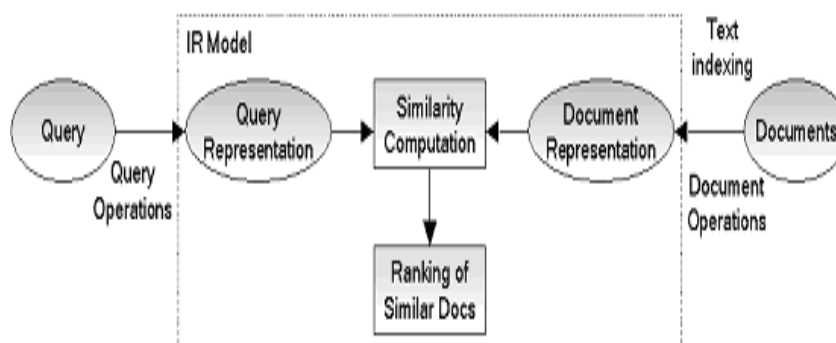 IR Model
Text
indexing
Query
Query
Representation
Similarity
Computation
Document
Representation
Documents
Query
Operations
Document
Operations
Ranking of
Similar Docs